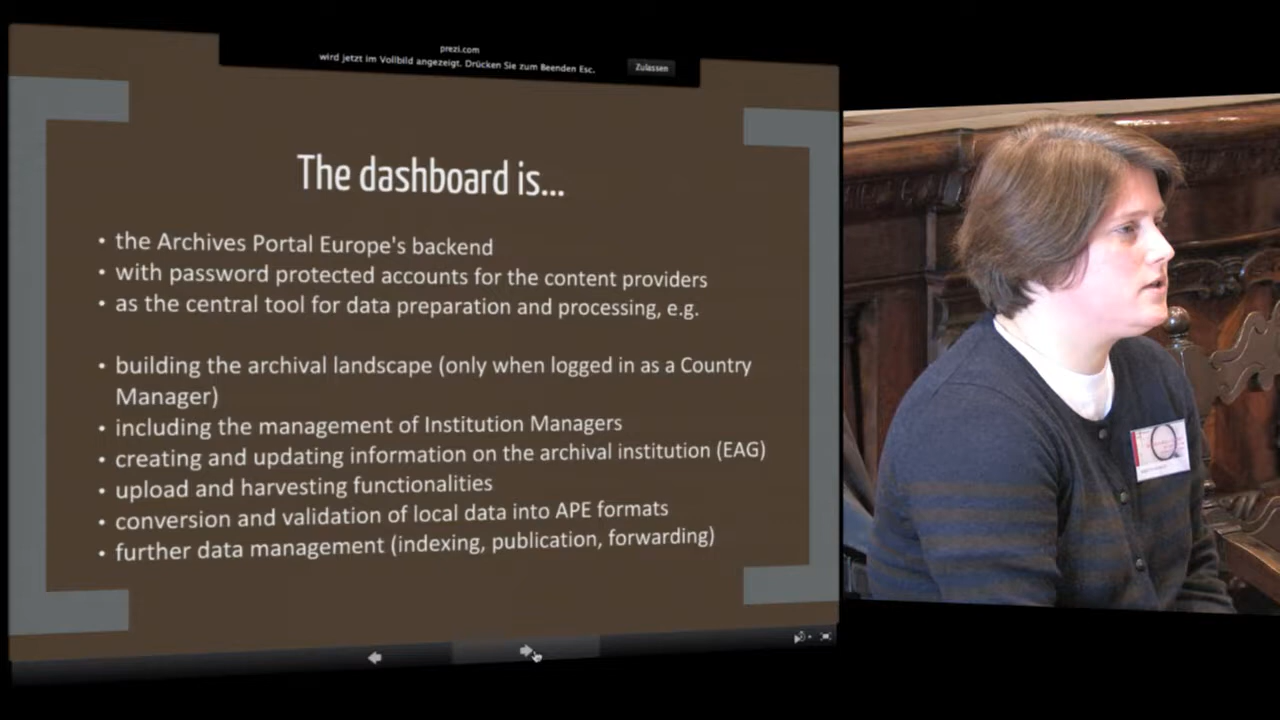 prezi.com
wird jetzt im Vollbild angezeigt. Drücken Sie zum Beenden Esc.
Zulassen
The dashboard is...
• the Archives Portal Europe's backend
• with password protected accounts for the content providers
• as the central tool for data preparation and processing, e.g.
• building the archival landscape (only when logged in as a Country
Manager)
• including the management of Institution Managers
• creating and updating information on the archival institution (EAG)
• upload and harvesting functionalities
• conversion and validation of local data into APE formats
• further data management (indexing, publication, forwarding)